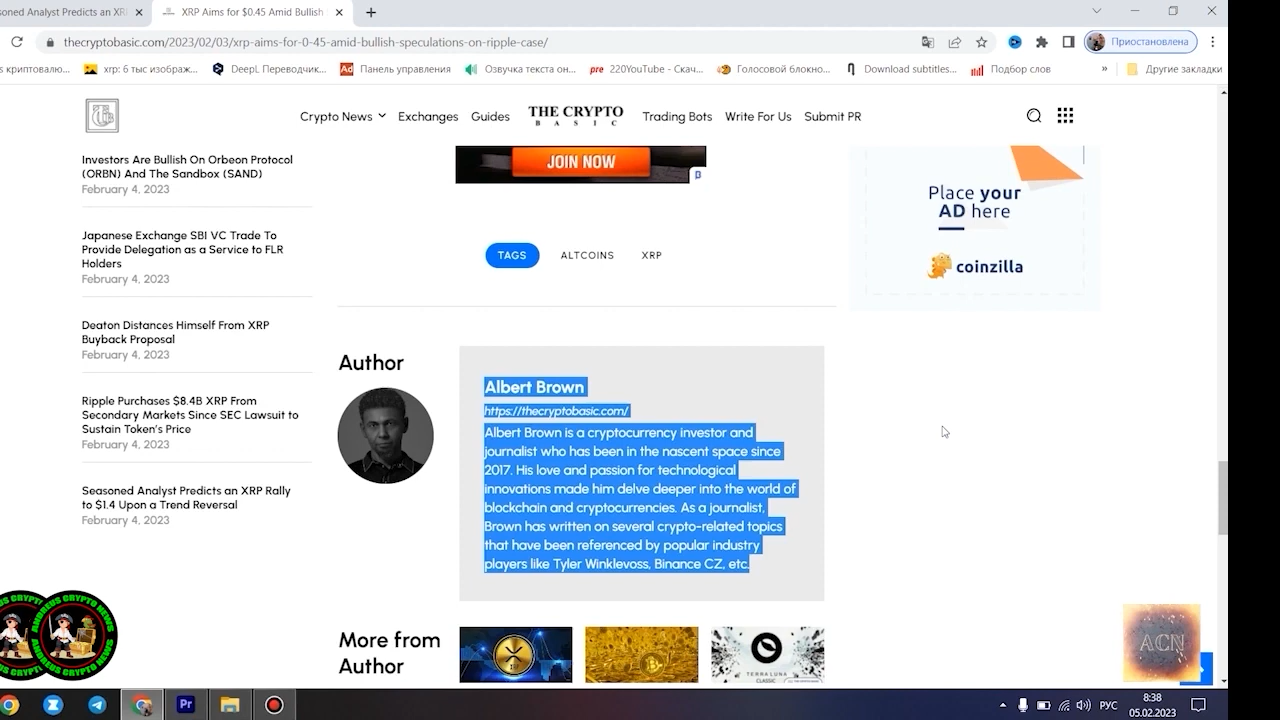 soned Analyst Predicts an XR
XRP Aims for $0.45 Amid Bullish
thecryptobasic.com/2023/02/03/xrp-aims-for-0-45-amid-bullish-speculations-on-ripple-case/
Приостановлена
s криптовалю...
xrp: 6 тыс изображ...
DeepL Переводчик...
Ad
Панель управления
Озвучка текста он...
pre
220YouTube - Скач...
Голосовой блокно...
Download subtitles...
Подбор слов
»
Другие закладки
Crypto News
Exchanges
Guides
THE CRYPTO
BASIC
Trading Bots
Write For Us
Submit PR
Investors Are Bullish On Orbeon Protocol
(ORBN) And The Sandbox (SAND)
February 4, 2023
Japanese Exchange SBI VC Trade To
Provide Delegation as a Service to FLR
Holders
February 4, 2023
Deaton Distances Himself From XRP
Buyback Proposal
February 4, 2023
Ripple Purchases $8.4B XRP From
Secondary Markets Since SEC Lawsuit to
Sustain Token's Price
February 4, 2023
Seasoned Analyst Predicts an XRP Rally
to $1.4 Upon a Trend Reversal
February 4, 2023
JOIN NOW
TAGS
ALTCOINS
XRP
Place your
AD here
coinzilla
Author
Albert Brown
https://thecryptobasic.com/
Albert Brown is a cryptocurrency investor and
journalist who has been in the nascent space since
2017. His love and passion for technological
innovations made him delve deeper into the world of
blockchain and cryptocurrencies. As a journalist,
Brown has written on several crypto-related topics
that have been referenced by popular industry
players like Tyler Winklevoss, Binance CZ, etc.
More from
Author
TERRA LUNA
CLASSIC
ANDREUS CRYPTO NEWS
ACN
Pr
РУС
8:38
05.02.2023